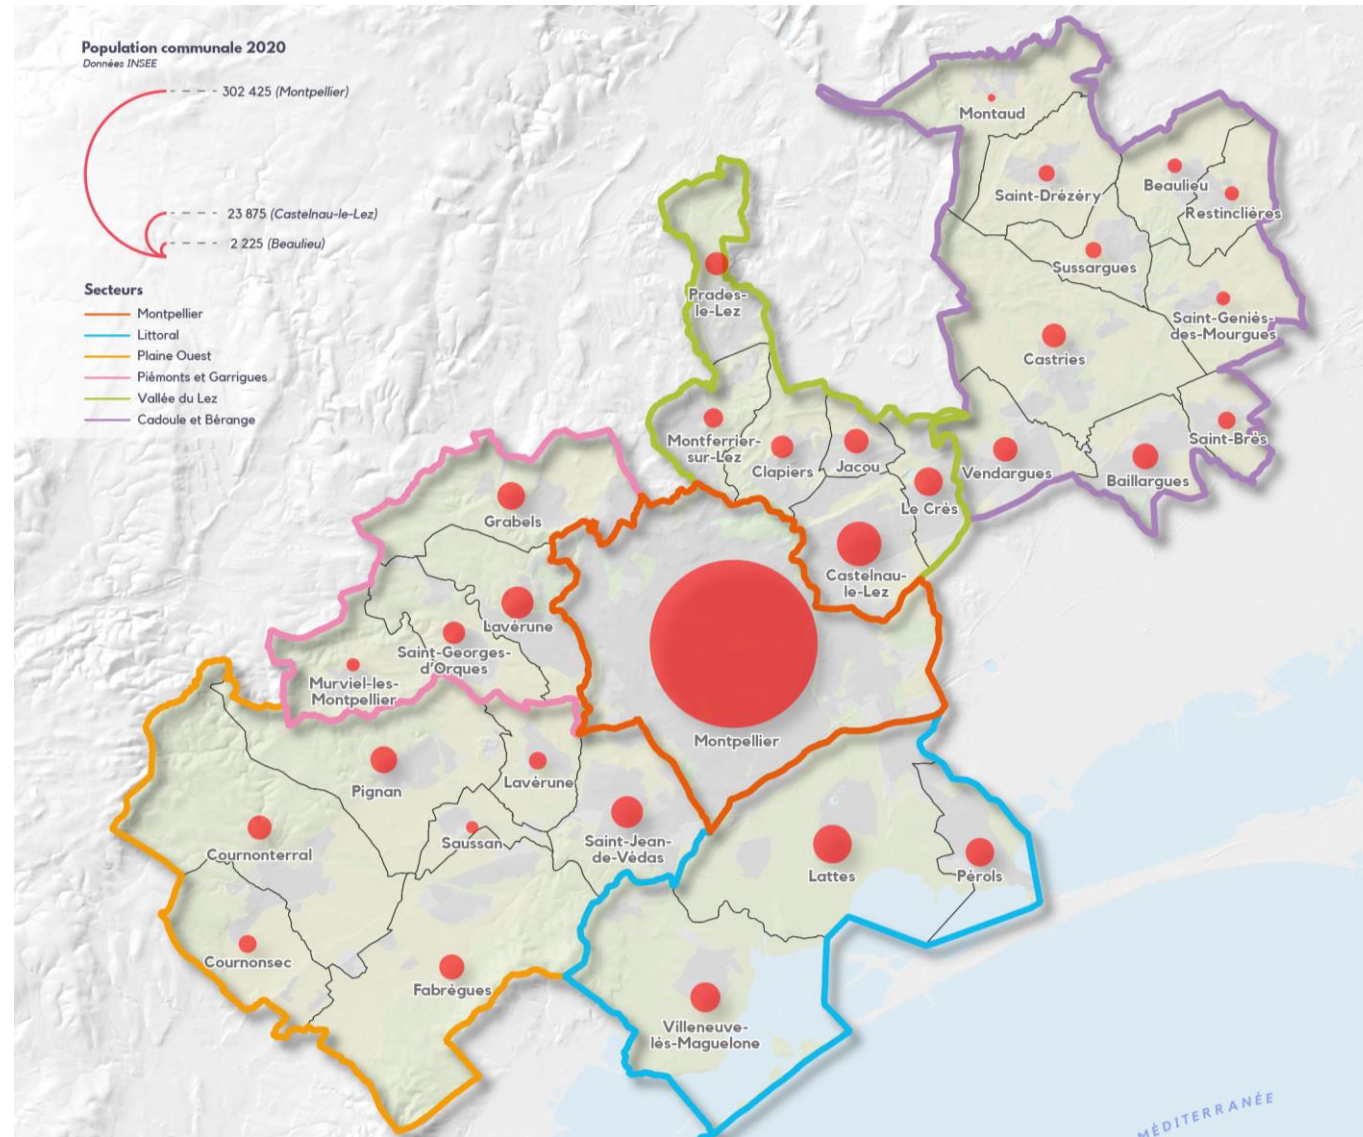 Population communale 2020
Données INSEE
302 425 (Montpellier)
23 875 (Castelnau-le-Lez)
2 225 (Beaulieu)
Secteurs
Montpellier
Littoral
Plaine Ouest
Piémonts et Garrigues
Vallée du Lez
Cadoule et Bérange
Montaud
Saint-Drézéry
Beaulieu
Restinclières
Sussargues
Saint-Geniès-
des-Mourgues
Castries
Prades-
le-Lez
Montferrier-
sur-Lez
Clapiers
Jacou
Le Crès
Vendargues
Baillargues
Saint-Brès
Grabels
Castelnau-
le-Lez
Lavérune
Saint-Georges-
d'Orques
Murviel-les-
Montpellier
Montpellier
Pignan
Lavérune
Cournonterral
Saussan
Saint-Jean-
de-Védas
Lattes
Pérols
Cournonsec
Fabrègues
Villeneuve-
lès-Maguelone
MÉDITERRANÉE